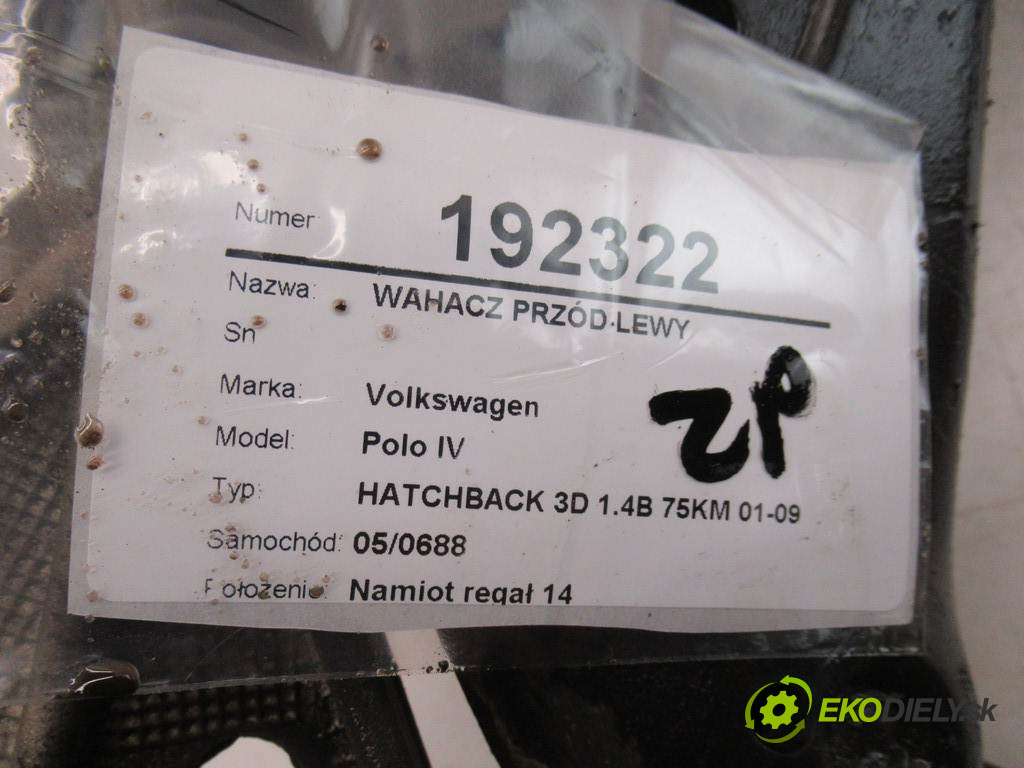 Numer 192322
Nazwa: WAHACZ PRZÓD LEWY
Sn
Marka: Volkswagen
Model: Polo IV
Typ: HATCHBACK 3D 1.4B 75KM 01-09
Samochód: 05/0688
Położenie: Namiot regał 14
EKODIELY.sk